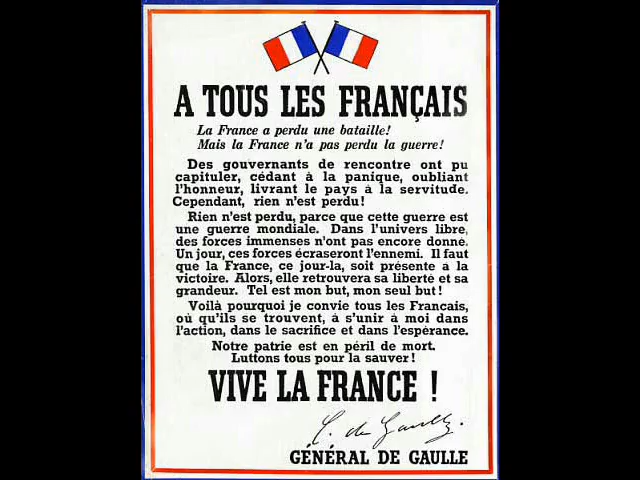 A TOUS LES FRANÇAIS
La France a perdu une bataille!
Mais la France n'a pas perdu la guerre!
Des gouvernants de rencontre ont pu
capituler, cédant à la panique, oubliant
l'honneur, livrant le pays à la servitude.
Cependant, rien n'est perdu!
Rien n'est perdu, parce que cette guerre est
une guerre mondiale. Dans l'univers libre,
des forces immenses n'ont pas encore donné.
Un jour, ces forces écraseront l'ennemi. Il faut
que la France, ce jour-la, soit présente à la
victoire. Alors, elle retrouvera sa liberté et sa
grandeur. Tel est mon but, mon seul but!
Voilà pourquoi je convie tous les Francais,
où qu'ils se trouvent, à s'unir à moi dans
l'action, dans le sacrifice et dans l'espérance.
Notre patrie est en péril de mort.
Luttons tous pour la sauver!
VIVE LA FRANCE !
C. de Gaulle.
GÉNÉRAL DE GAULLE